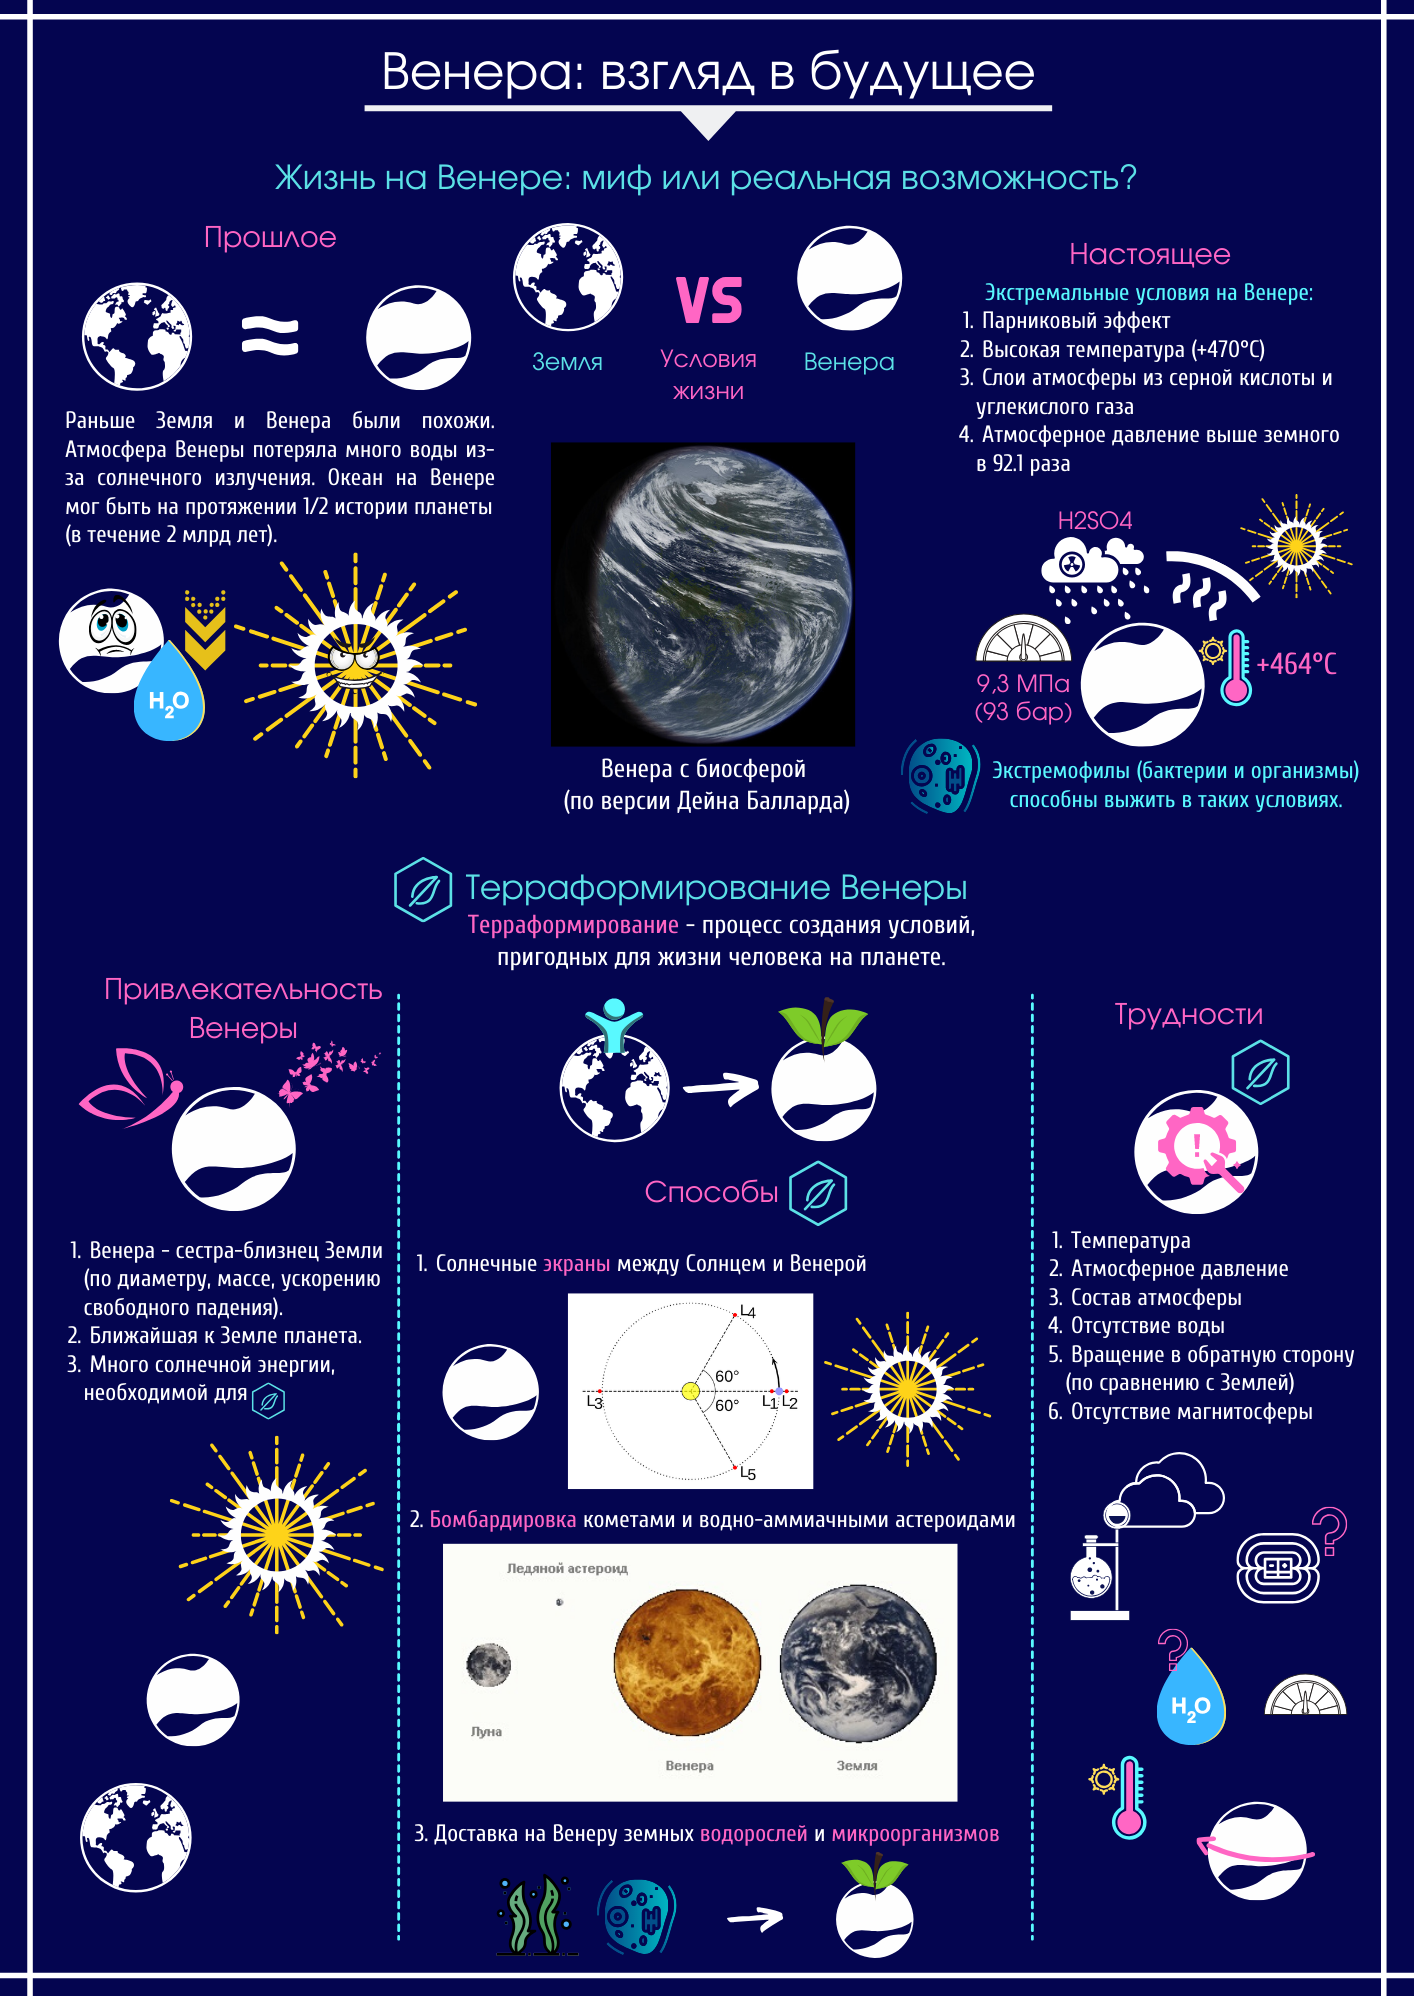 Венера: взгляд в будущее
Жизнь на Венере: миф или реальная возможность?
Прошлое
Раньше Земля и Венера были похожи.
Атмосфера Венеры потеряла много воды из-
за солнечного излучения. Океан на Венере
мог быть на протяжении 1/2 истории планеты
(в течение 2 млрд лет).
H2O
VS
Земля
Условия
жизни
Венера
Венера с биосферой
(по версии Дейна Балларда)
Настоящее
Экстремальные условия на Венере:
1. Парниковый эффект
2. Высокая температура (+470°C)
3. Слои атмосферы из серной кислоты и
углекислого газа
4. Атмосферное давление выше земного
в 92.1 раза
H2SO4
9,3 МПа
(93 бар)
+464°C
Экстремофилы (бактерии и организмы)
способны выжить в таких условиях.
Терраформирование Венеры
Терраформирование - процесс создания условий,
пригодных для жизни человека на планете.
Привлекательность
Венеры
1. Венера - сестра-близнец Земли
(по диаметру, массе, ускорению
свободного падения).
2. Ближайшая к Земле планета.
3. Много солнечной энергии,
необходимой для
Способы
1. Солнечные экраны между Солнцем и Венерой
L4
60°
60°
L3
L1
L2
L5
2. Бомбардировка кометами и водно-аммиачными астероидами
Ледяной астероид
Луна
Венера
Земля
3. Доставка на Венеру земных водорослей и микроорганизмов
Трудности
!
1. Температура
2. Атмосферное давление
3. Состав атмосферы
4. Отсутствие воды
5. Вращение в обратную сторону
(по сравнению с Землей)
6. Отсутствие магнитосферы
?
?
H2O